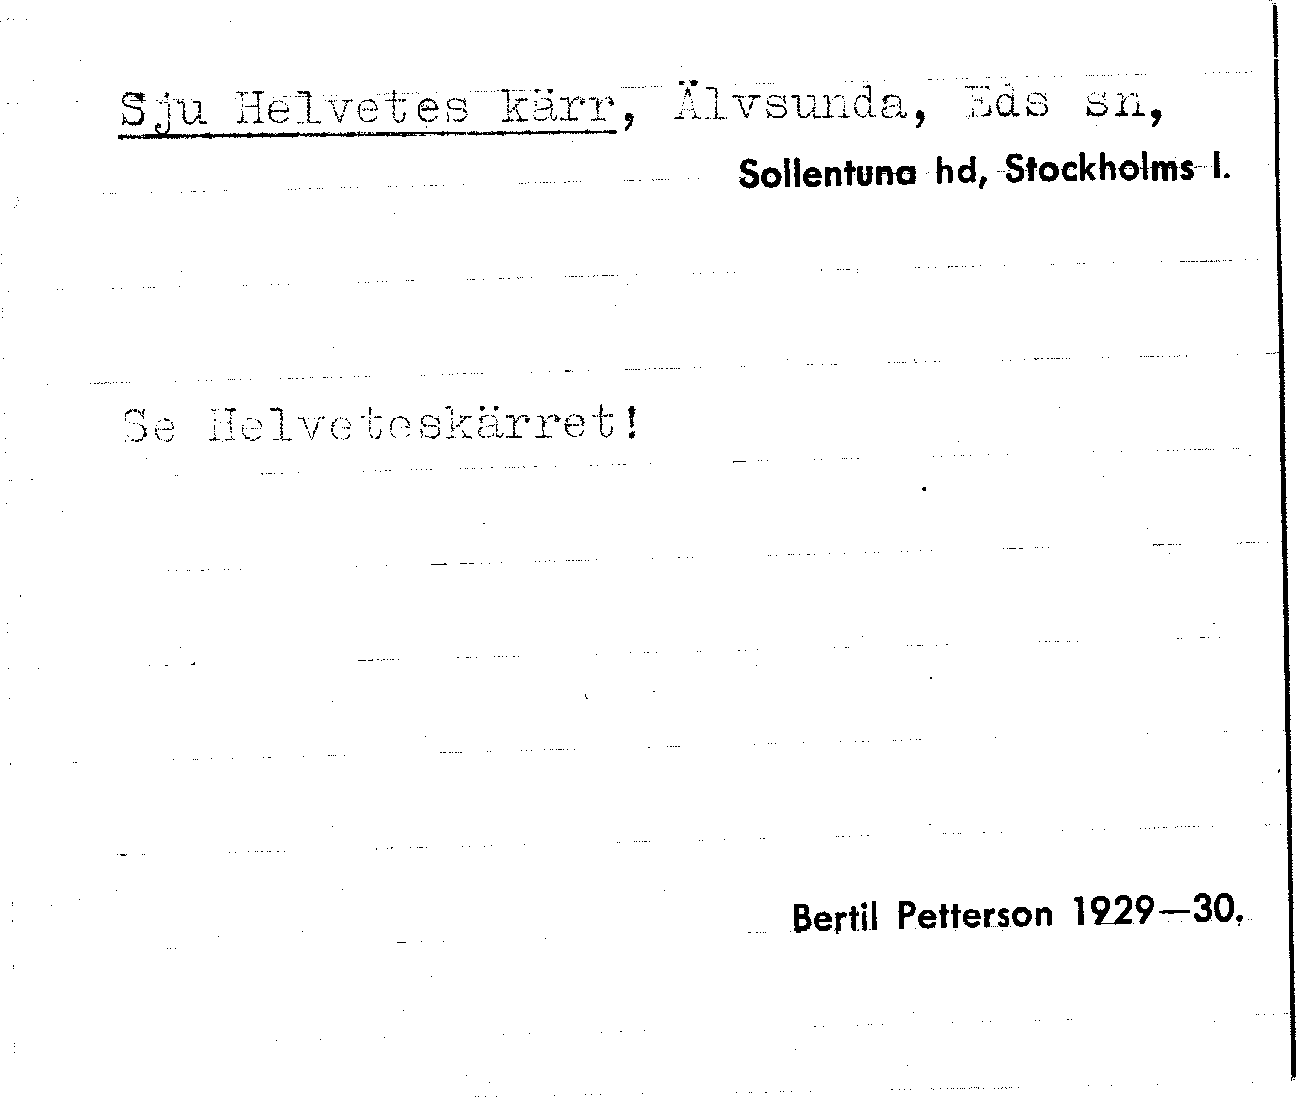 Sju Helvetes kärr, Älvsunda, Eds sn,
Sollentuna hd, Stockholms l.
Se Helveteskärret!
Bertil Petterson 1929—30.